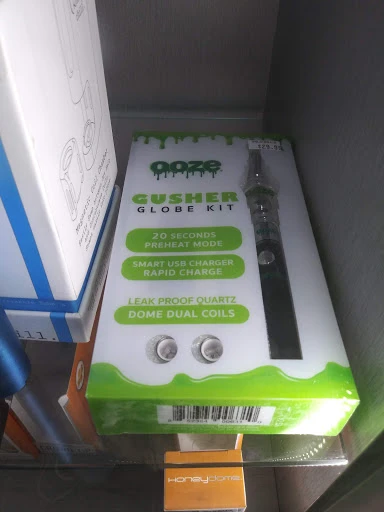 ooze
GUSHER
GLOBE KIT
20 SECONDS
PREHEAT MODE
SMART USB CHARGER
RAPID CHARGE
LEAK PROOF QUARTZ
DOME DUAL COILS
Honeydome